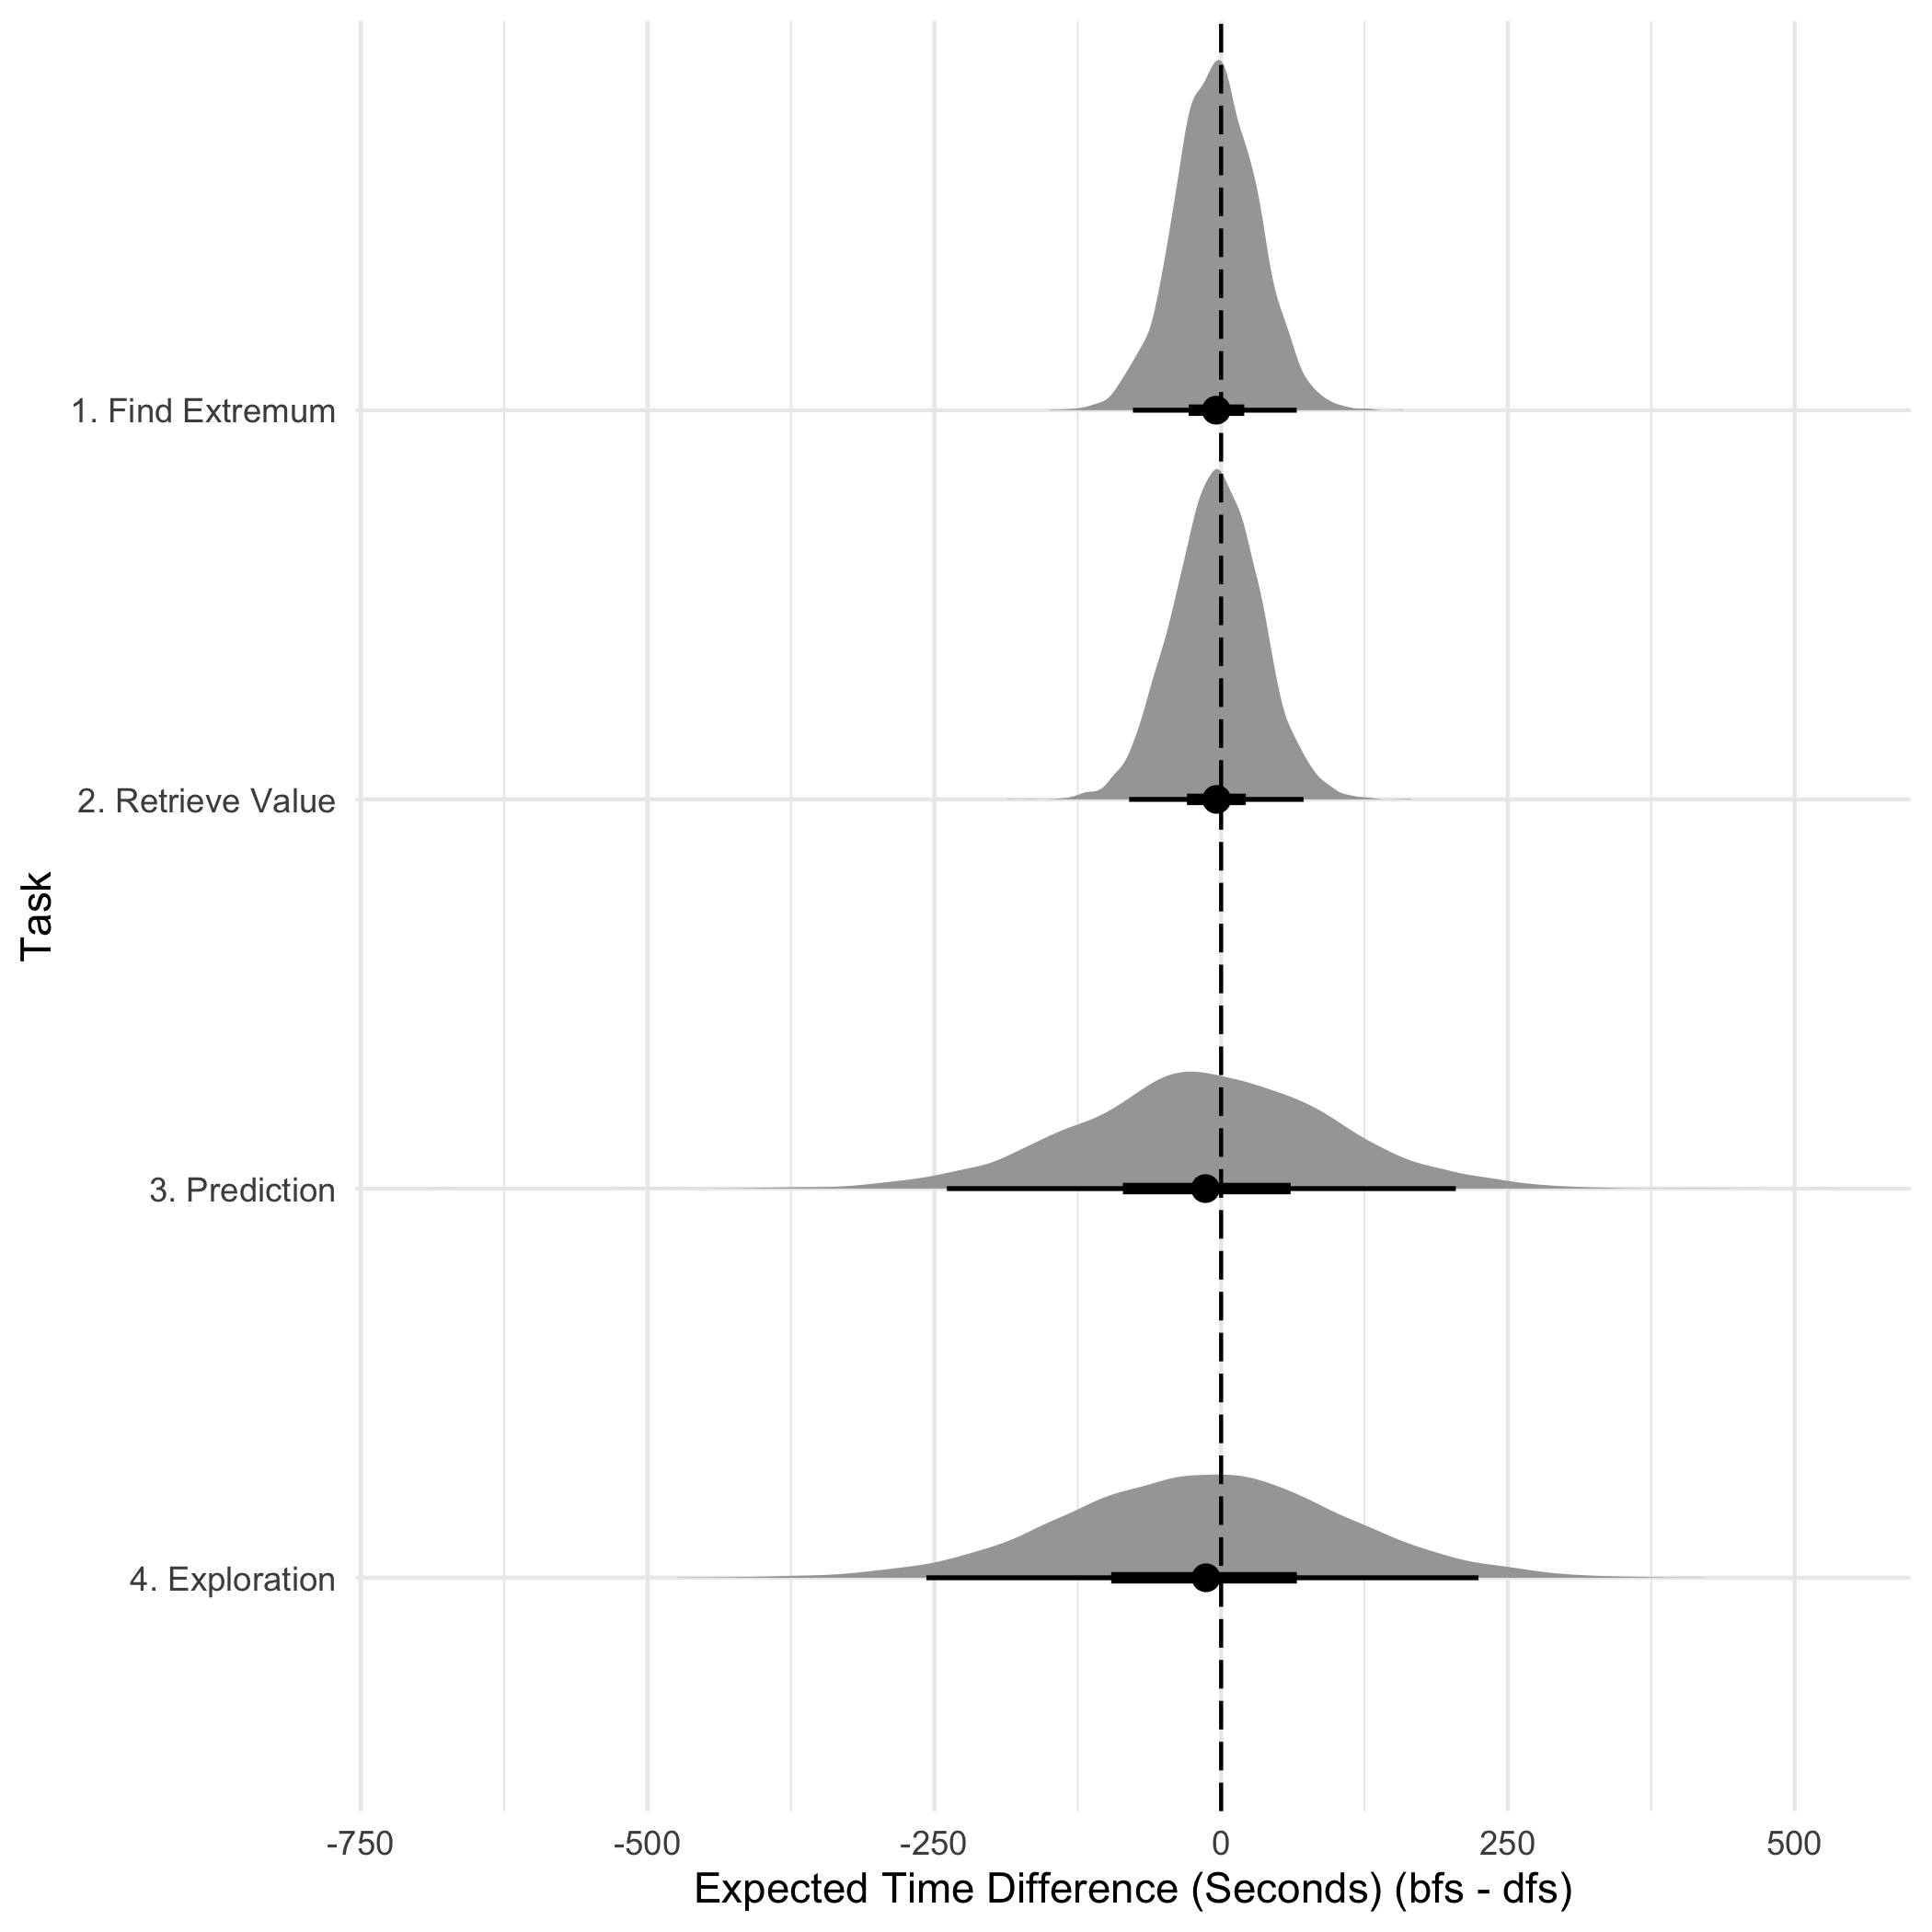 Task
1. Find Extremum
2. Retrieve Value
3. Prediction
4. Exploration
-750 -500 -250 0 250 500
Expected Time Difference (Seconds) (bfs - dfs)